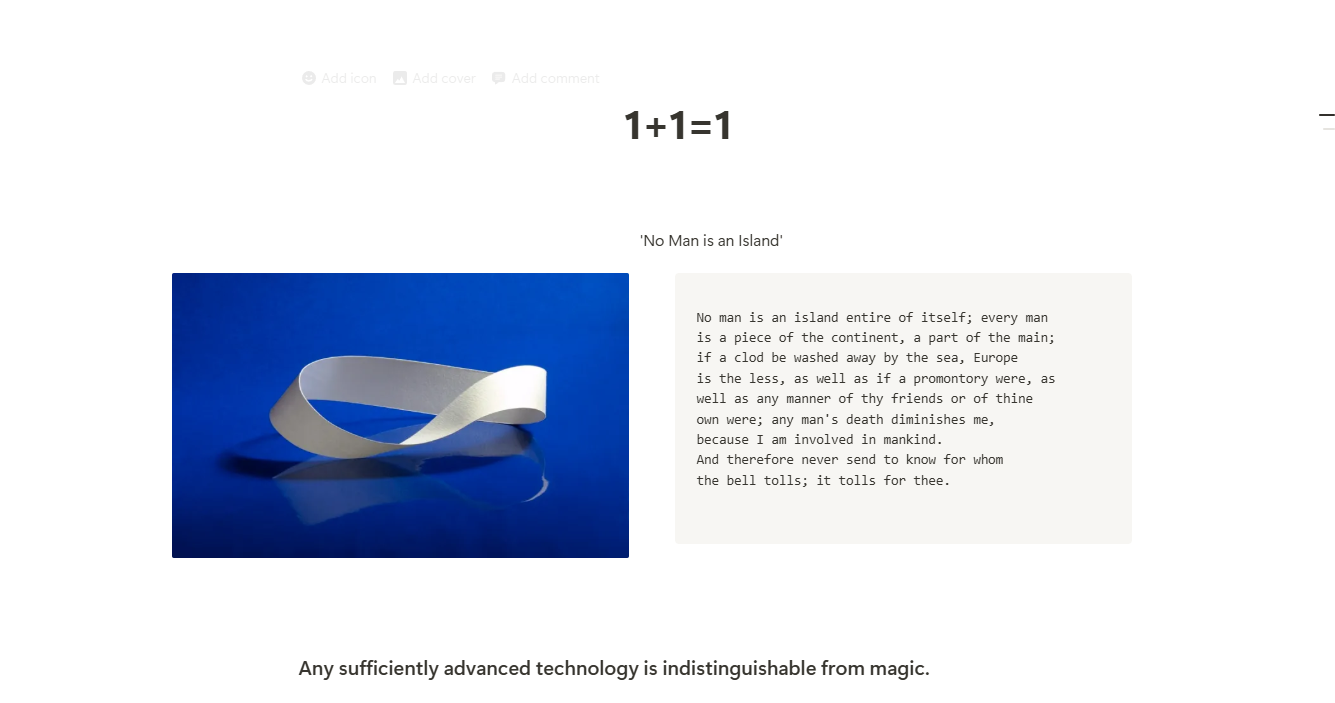 Add icon Add cover Add comment
1+1=1
'No Man is an Island'
No man is an island entire of itself; every man
is a piece of the continent, a part of the main;
if a clod be washed away by the sea, Europe
is the less, as well as if a promontory were, as
well as any manner of thy friends or of thine
own were; any man's death diminishes me,
because I am involved in mankind.
And therefore never send to know for whom
the bell tolls; it tolls for thee.
Any sufficiently advanced technology is indistinguishable from magic.